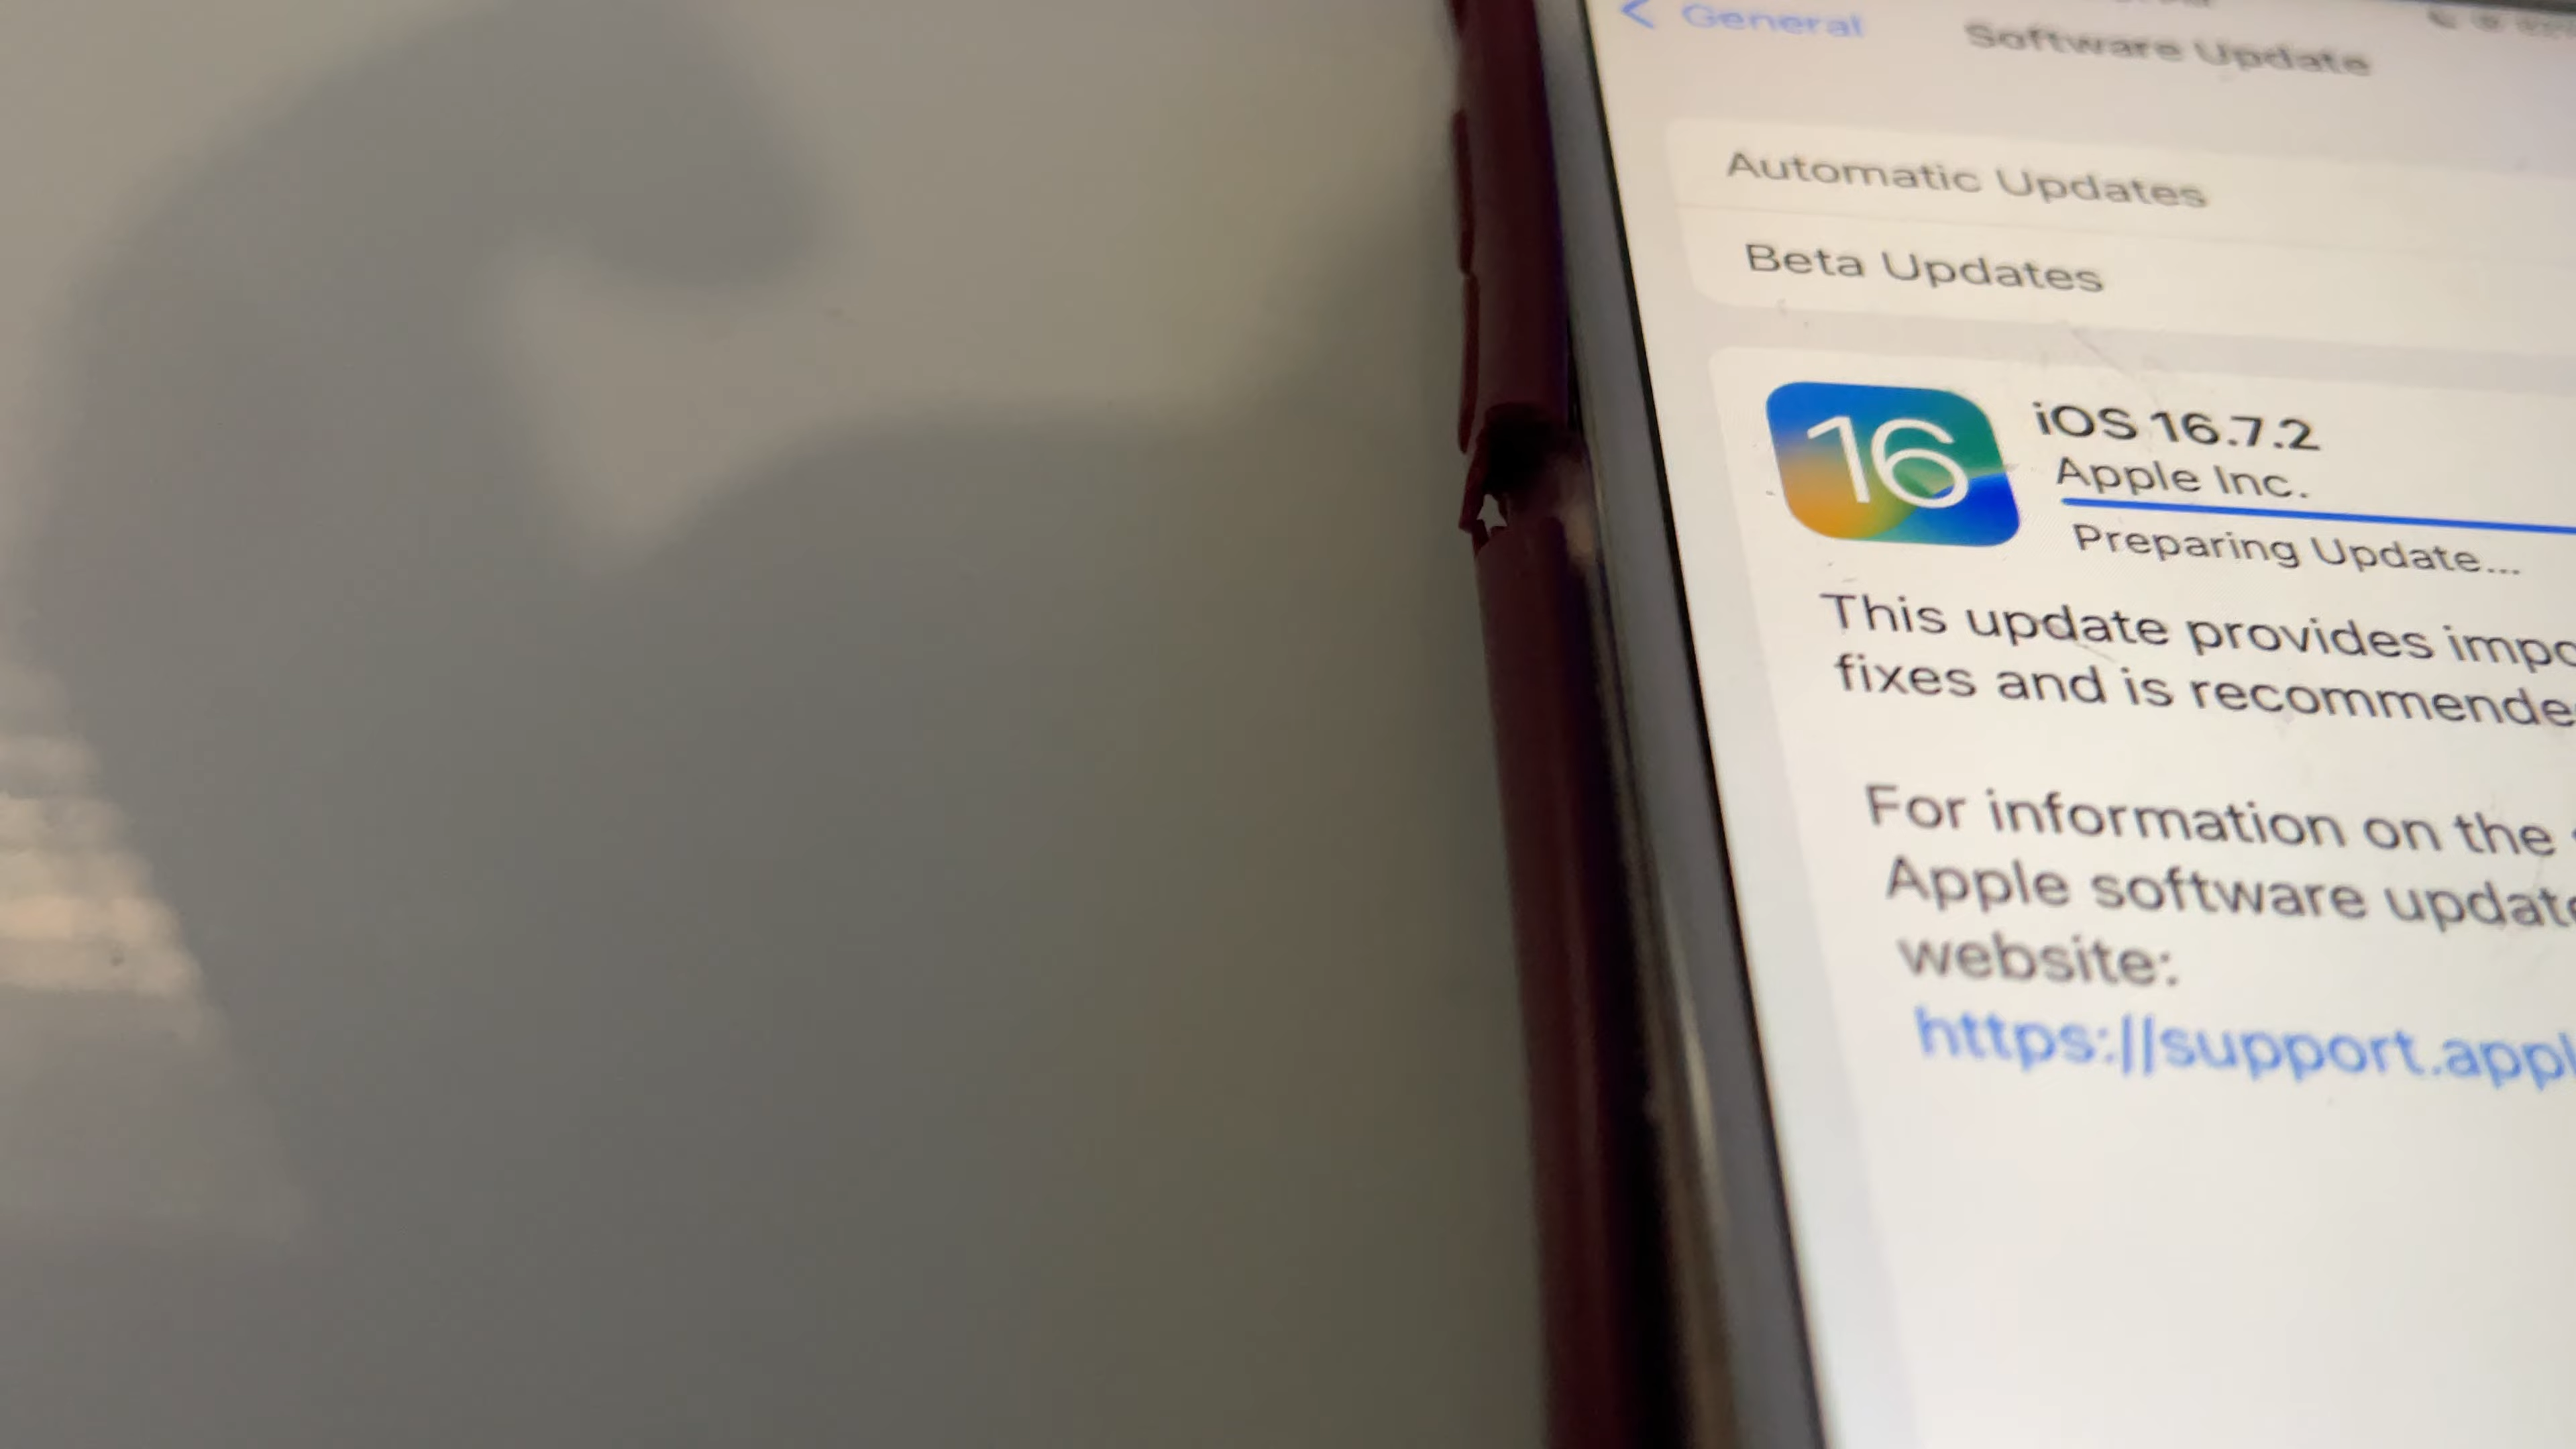 General
Software Update
Automatic Updates
Beta Updates
16
iOS 16.7.2
Apple Inc.
Preparing Update...
This update provides impo
fixes and is recommende
For information on the
Apple software update
website:
https://support.appl